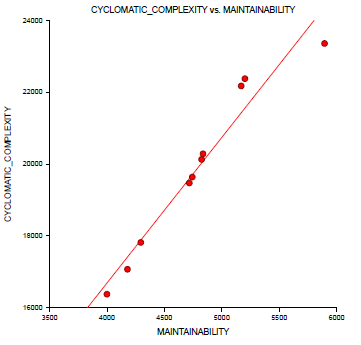 CYCLOMATIC_COMPLEXITY vs. MAINTAINABILITY
24000
22000
20000
18000
16000
CYCLOMATIC_COMPLEXITY
3500 4000 4500 5000 5500 6000
MAINTAINABILITY